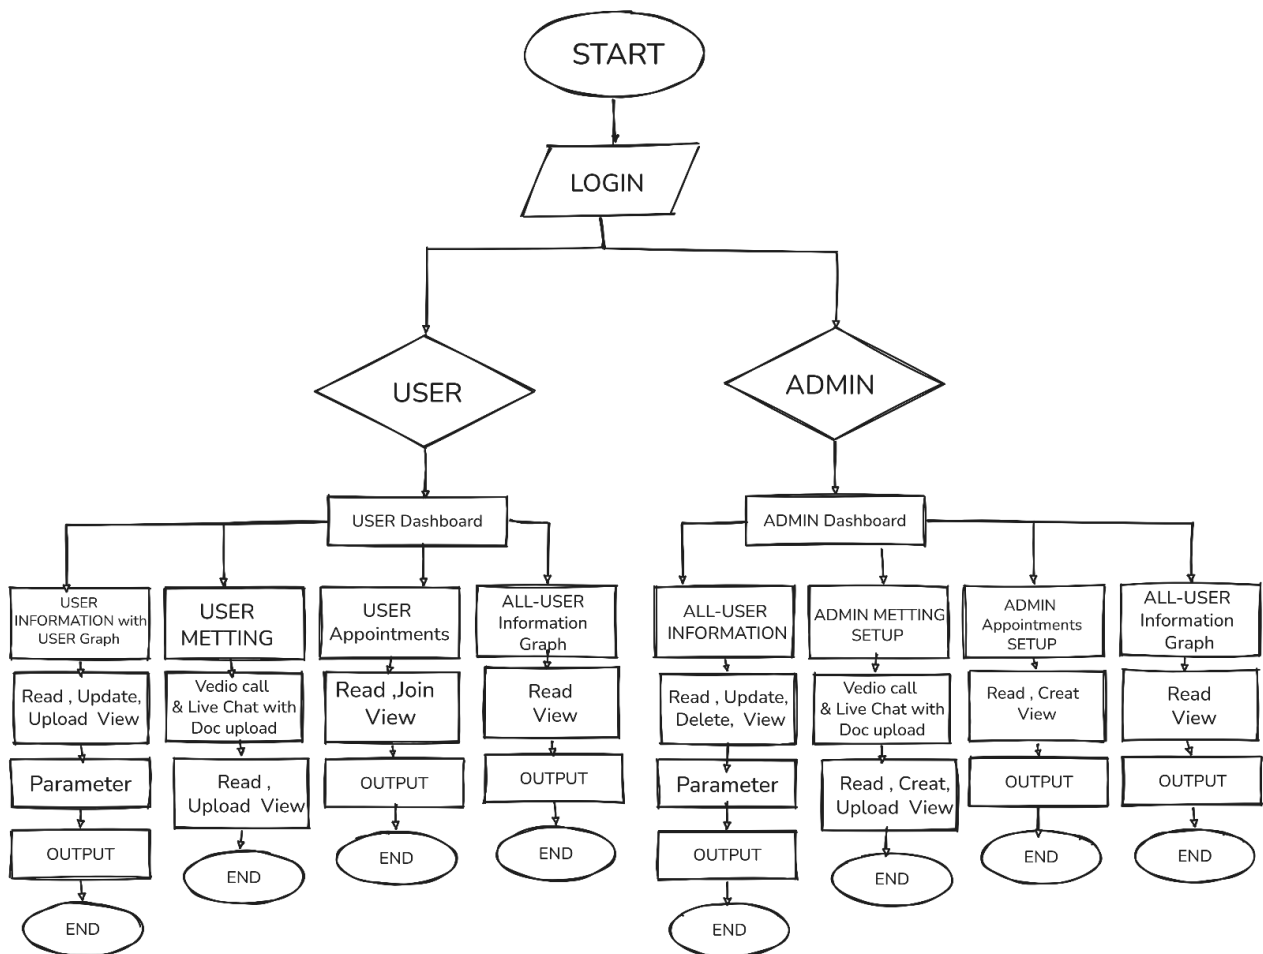 START
LOGIN
USER
ADMIN
USER Dashboard
ADMIN Dashboard
USER
INFORMATION with
USER Graph
USER
METTING
USER
Appointments
ALL-USER
Information
Graph
ALL-USER
INFORMATION
ADMIN METTING
SETUP
ADMIN
Appointments
SETUP
ALL-USER
Information
Graph
Read , Update,
Upload View
Vedio call
& Live Chat with
Doc upload
Read ,Join
View
Read
View
Read , Update,
Delete, View
Vedio call
& Live Chat with
Doc upload
Read , Creat
View
Read
View
Parameter
Read ,
Upload View
OUTPUT
OUTPUT
Parameter
Read , Creat,
Upload View
OUTPUT
OUTPUT
OUTPUT
END
END
END
OUTPUT
END
END
END
END
END